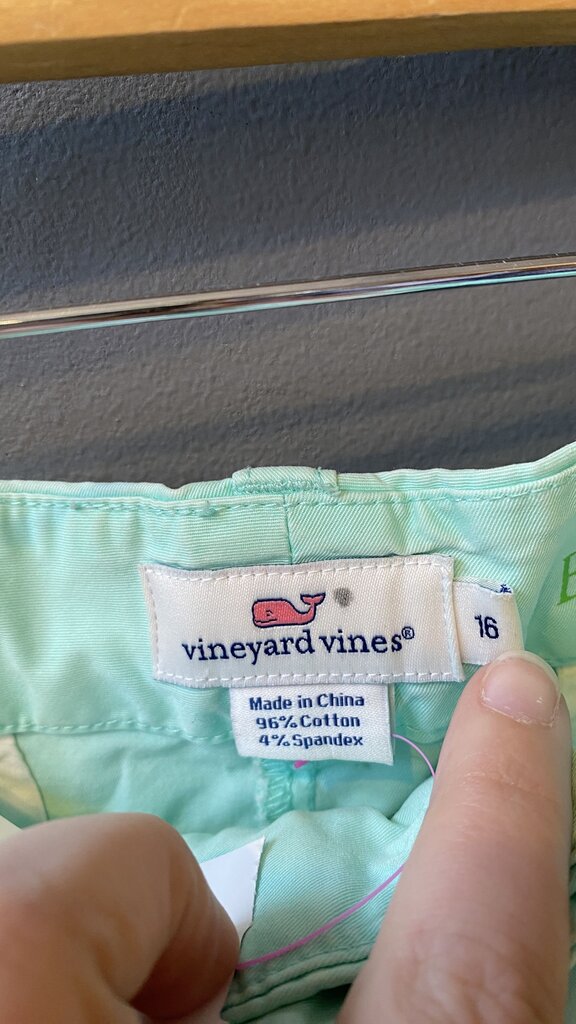 vineyard vines®
16
Made in China
96% Cotton
4% Spandex
E